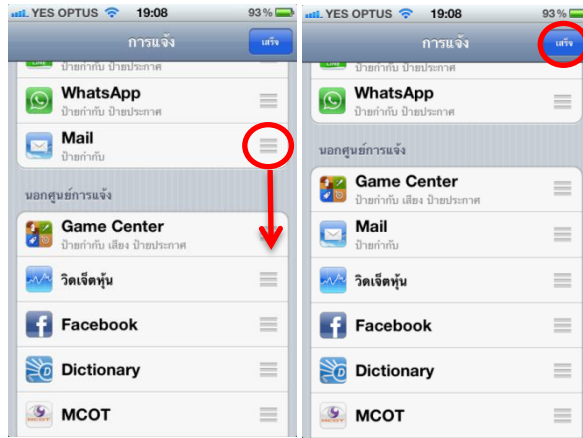 YES OPTUS 19:08 93%
การแจ้ง
เสร็จ
ป้ายกำกับ ป้ายประกาศ
WhatsApp
ป้ายกำกับ ป้ายประกาศ
Mail
ป้ายกำกับ
นอกศูนย์การแจ้ง
Game Center
ป้ายกำกับ เสียง ป้ายประกาศ
วิดเจ็ตหุ้น
Facebook
Dictionary
MCOT
YES OPTUS 19:08 93%
การแจ้ง
เสร็จ
ป้ายกำกับ ป้ายประกาศ
WhatsApp
ป้ายกำกับ ป้ายประกาศ
นอกศูนย์การแจ้ง
Game Center
ป้ายกำกับ เสียง ป้ายประกาศ
Mail
ป้ายกำกับ
วิดเจ็ตหุ้น
Facebook
Dictionary
MCOT